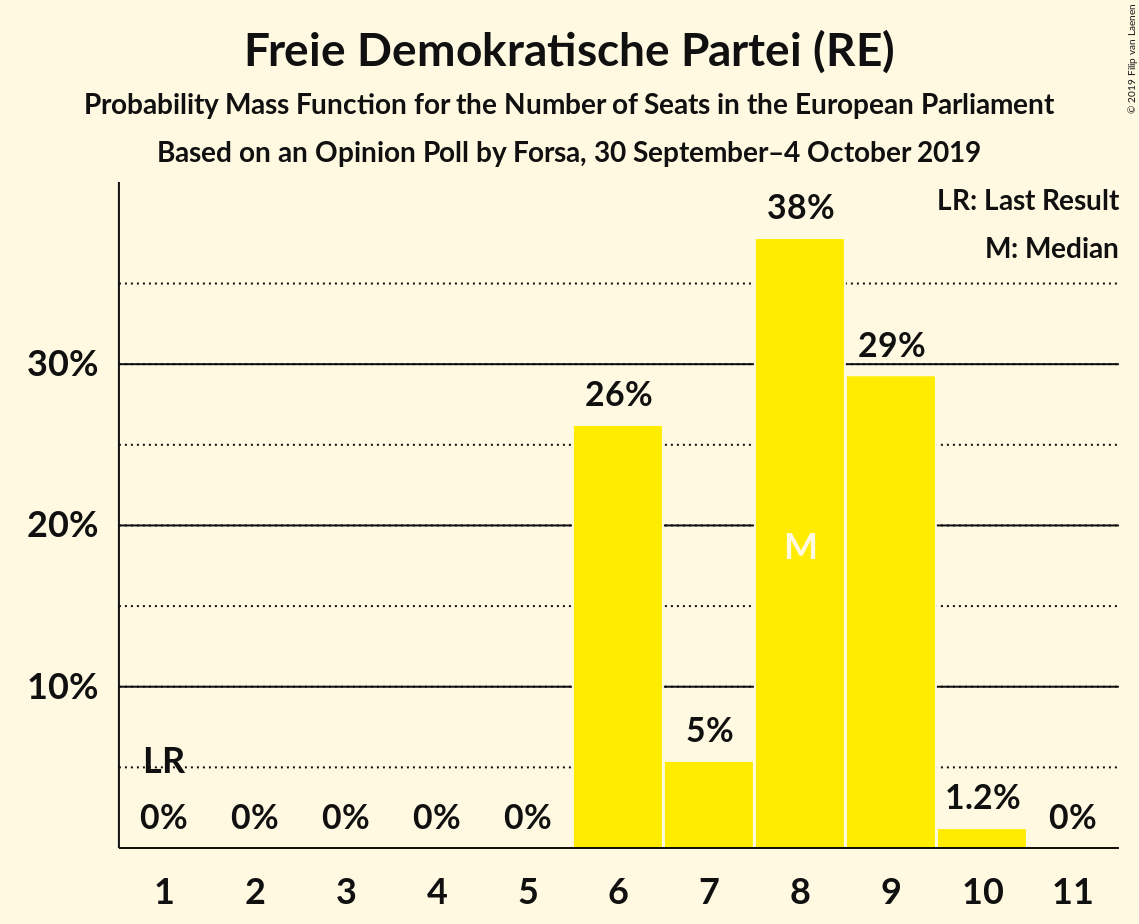 Freie Demokratische Partei (RE)
Probability Mass Function for the Number of Seats in the European Parliament
Based on an Opinion Poll by Forsa, 30 September–4 October 2019
© 2019 Filip van Laenen
LR: Last Result
M: Median
38%
29%
30%
26%
20%
M
10%
5%
LR
1.2%
0%
0%
0%
0%
0%
0%
1 2 3 4 5 6 7 8 9 10 11